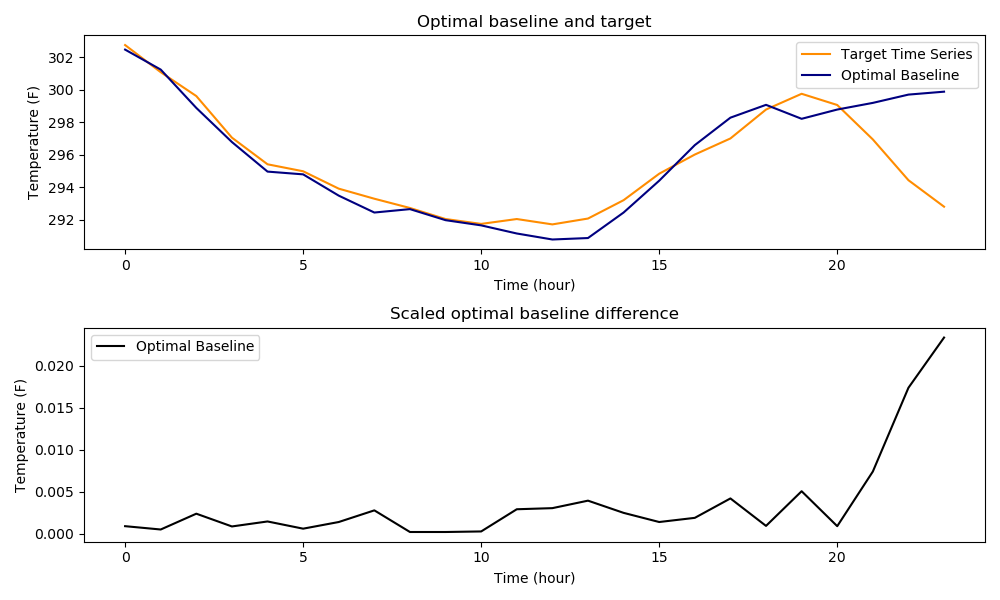 Optimal baseline and target
Temperature (F)
302
300
298
296
294
292
Target Time Series
Optimal Baseline
0 5 10 15 20
Time (hour)
Scaled optimal baseline difference
Temperature (F)
0.020
0.015
0.010
0.005
0.000
Optimal Baseline
0 5 10 15 20
Time (hour)